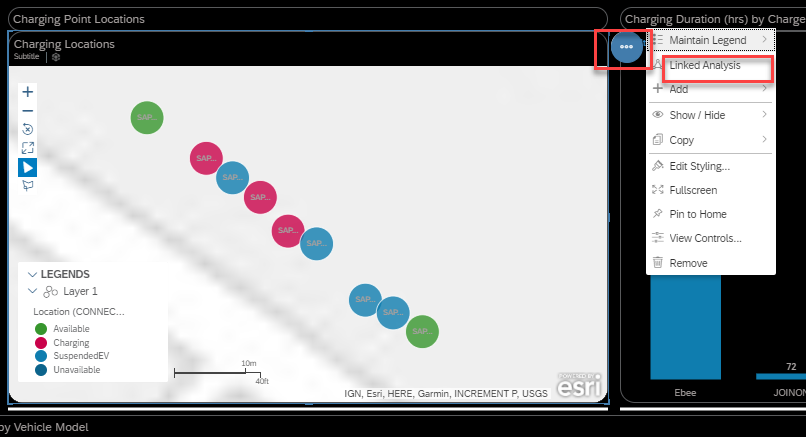 Charging Point Locations
Charging Duration (hrs) by Charge
Charging Locations
Subtitle
SAP...
SAP...
SAP...
SAP...
SAP...
SAP...
SAP...
SAP...
SAP...
LEGENDS
Layer 1
Location (CONNEC...
Available
Charging
SuspendedEV
Unavailable
10m
40ft
IGN, Esri, HERE, Garmin, INCREMENT P, USGS
POWERED BY
esri
Maintain Legend
Linked Analysis
Add
Show / Hide
Copy
Edit Styling...
Fullscreen
Pin to Home
View Controls...
Remove
72
Ebee
JOINON
by Vehicle Model